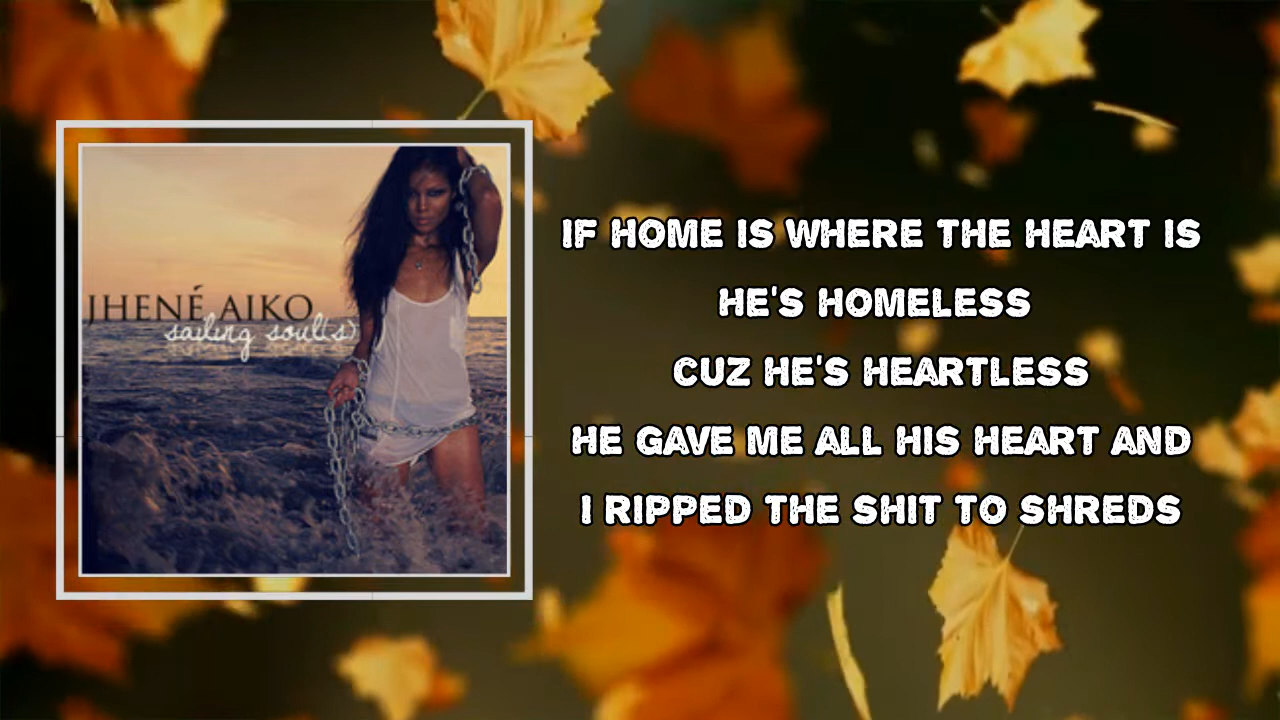 JHENÉ AIKO
sailing soul(s)
IF HOME IS WHERE THE HEART IS
HE'S HOMELESS
CUZ HE'S HEARTLESS
HE GAVE ME ALL HIS HEART AND
I RIPPED THE SHIT TO SHREDS